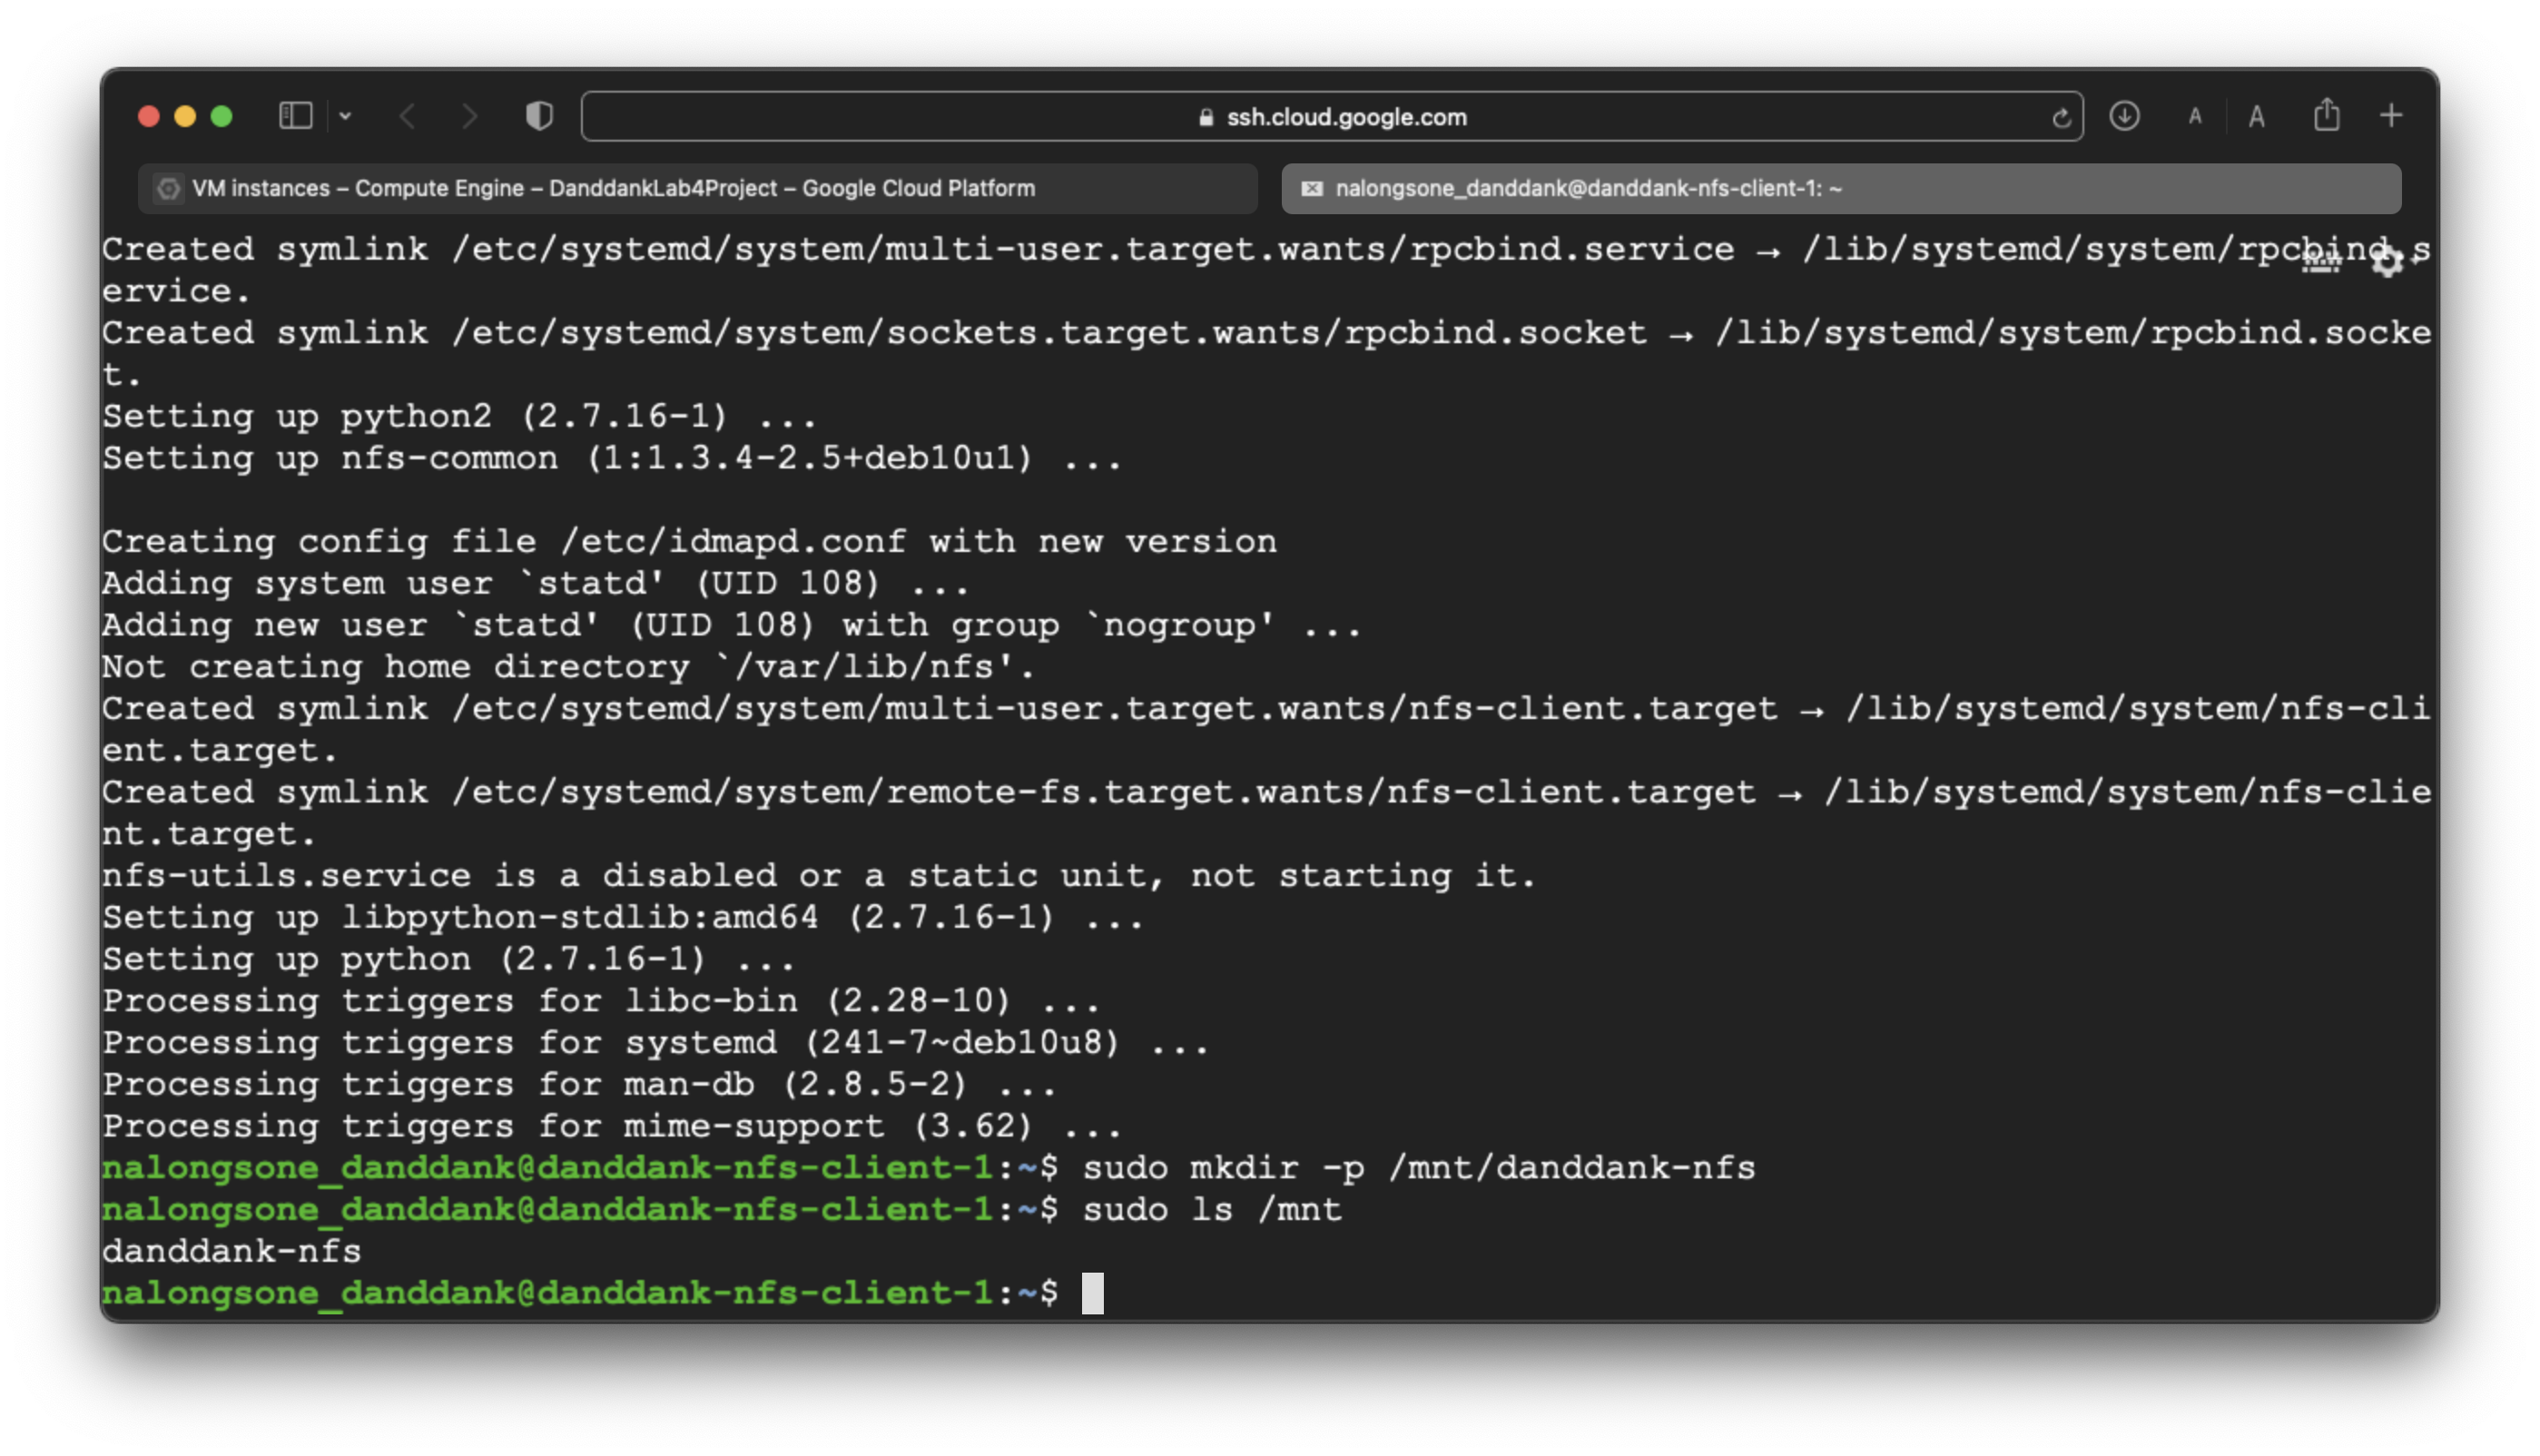 ssh.cloud.google.com
A A
VM instances – Compute Engine – DanddankLab4Project – Google Cloud Platform
nalongsone_danddank@danddank-nfs-client-1: ~
Created symlink /etc/systemd/system/multi-user.target.wants/rpcbind.service → /lib/systemd/system/rpcbind.s
ervice.
Created symlink /etc/systemd/system/sockets.target.wants/rpcbind.socket → /lib/systemd/system/rpcbind.socke
t.
Setting up python2 (2.7.16-1) ...
Setting up nfs-common (1:1.3.4-2.5+deb10u1) ...
Creating config file /etc/idmapd.conf with new version
Adding system user `statd' (UID 108) ...
Adding new user `statd' (UID 108) with group `nogroup' ...
Not creating home directory `/var/lib/nfs'.
Created symlink /etc/systemd/system/multi-user.target.wants/nfs-client.target → /lib/systemd/system/nfs-cli
ent.target.
Created symlink /etc/systemd/system/remote-fs.target.wants/nfs-client.target → /lib/systemd/system/nfs-clie
nt.target.
nfs-utils.service is a disabled or a static unit, not starting it.
Setting up libpython-stdlib:amd64 (2.7.16-1) ...
Setting up python (2.7.16-1) ...
Processing triggers for libc-bin (2.28-10) ...
Processing triggers for systemd (241-7~deb10u8) ...
Processing triggers for man-db (2.8.5-2) ...
Processing triggers for mime-support (3.62) ...
nalongsone_danddank@danddank-nfs-client-1:~$ sudo mkdir -p /mnt/danddank-nfs
nalongsone_danddank@danddank-nfs-client-1:~$ sudo ls /mnt
danddank-nfs
nalongsone_danddank@danddank-nfs-client-1:~$